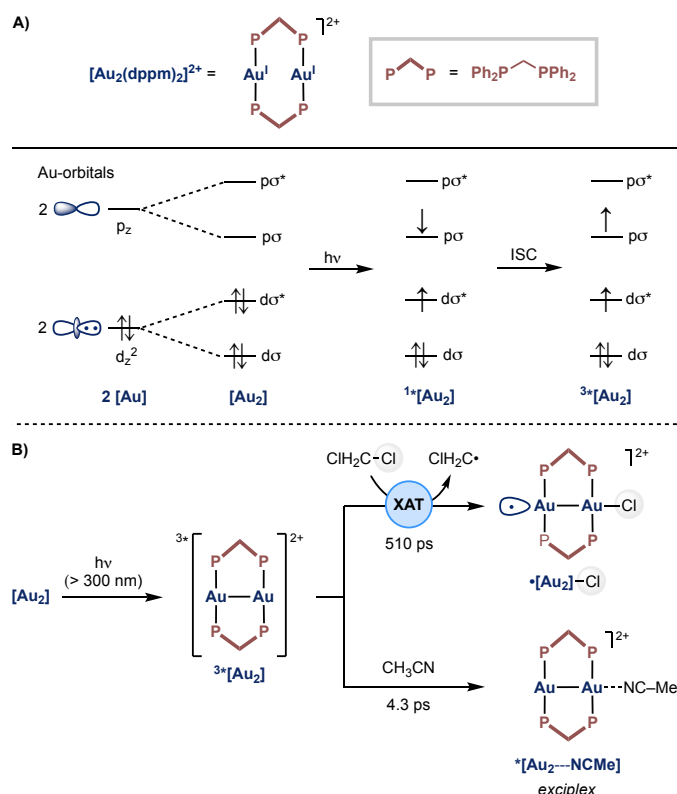 A)
[Au₂(dppm)₂]²⁺ =
P P ⎤2+
Auᴵ Auᴵ
P P
P P = Ph₂P PPh₂
Au-orbitals
2 p_z
pσ*
pσ
2 d_z²
dσ*
dσ
hν
pσ*
pσ
dσ*
dσ
ISC
pσ*
pσ
dσ*
dσ
2 [Au] [Au₂] ¹*[Au₂] ³*[Au₂]
B)
[Au₂]
hν
(> 300 nm)
3* 2+
P P
Au Au
P P
³*[Au₂]
ClH₂C-Cl ClH₂C•
XAT
510 ps
2+
P P
Au Au Cl
P P
•[Au₂]-Cl
CH₃CN
4.3 ps
2+
P P
Au Au---NC–Me
P P
*[Au₂---NCMe]
exciplex